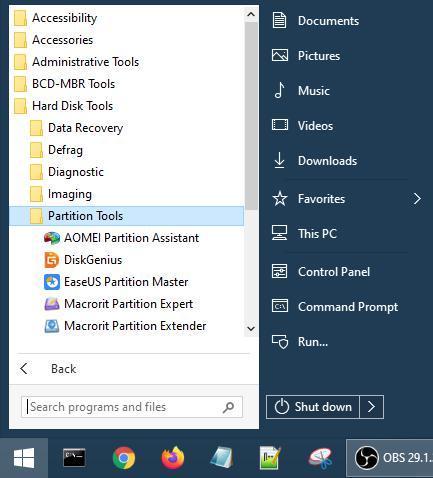 Accessibility
Accessories
Administrative Tools
BCD-MBR Tools
Hard Disk Tools
Data Recovery
Defrag
Diagnostic
Imaging
Partition Tools
AOMEI Partition Assistant
DiskGenius
EaseUS Partition Master
Macrorit Partition Expert
Macrorit Partition Extender
Back
Search programs and files
Documents
Pictures
Music
Videos
Downloads
Favorites
This PC
Control Panel
Command Prompt
Run...
Shut down
OBS 29.1..